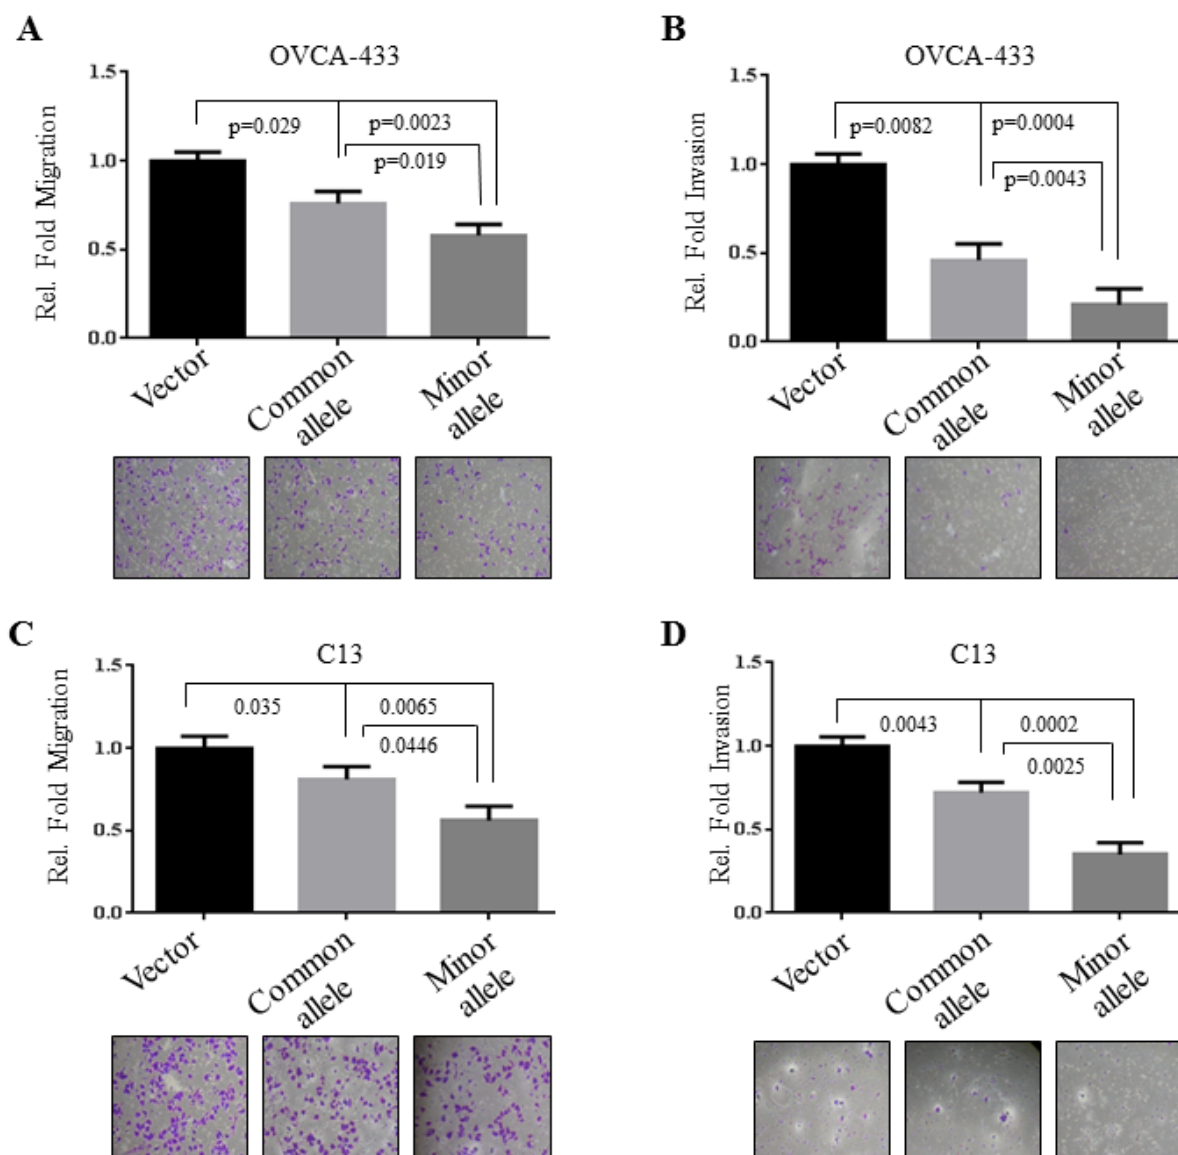 A
OVCA-433
Rel. Fold Migration
1.5
1.0
0.5
0.0
p=0.029
p=0.0023
p=0.019
Vector
Common
allele
Minor
allele
B
OVCA-433
Rel. Fold Invasion
1.5
1.0
0.5
0.0
p=0.0082
p=0.0004
p=0.0043
Vector
Common
allele
Minor
allele
C
C13
Rel. Fold Migration
1.5
1.0
0.5
0.0
0.035
0.0065
0.0446
Vector
Common
allele
Minor
allele
D
C13
Rel. Fold Invasion
1.5
1.0
0.5
0.0
0.0043
0.0002
0.0025
Vector
Common
allele
Minor
allele